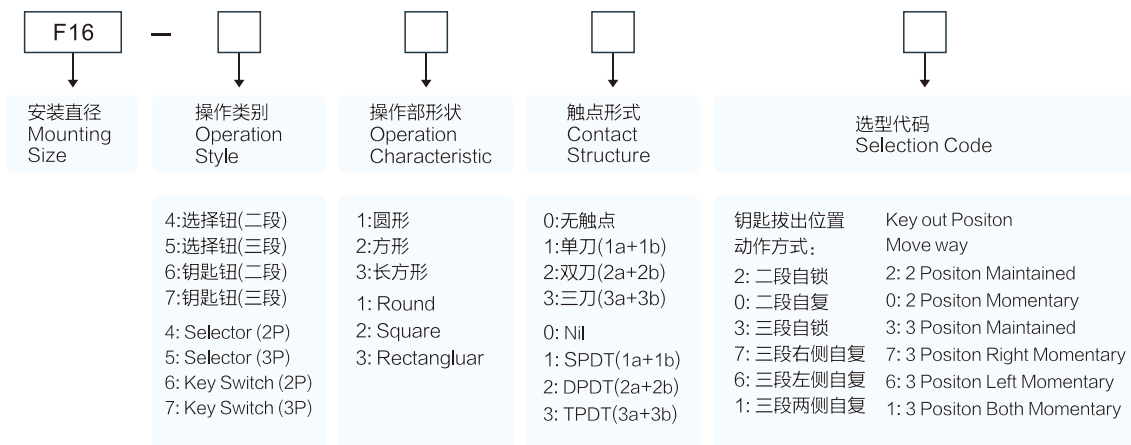 F16 –
安装直径
Mounting
Size
操作类别
Operation
Style
操作部形状
Operation
Characteristic
触点形式
Contact
Structure
选型代码
Selection Code
4:选择钮(二段)
5:选择钮(三段)
6:钥匙钮(二段)
7:钥匙钮(三段)
4: Selector (2P)
5: Selector (3P)
6: Key Switch (2P)
7: Key Switch (3P)
1:圆形
2:方形
3:长方形
1: Round
2: Square
3: Rectangluar
0:无触点
1:单刀(1a+1b)
2:双刀(2a+2b)
3:三刀(3a+3b)
0: Nil
1: SPDT(1a+1b)
2: DPDT(2a+2b)
3: TPDT(3a+3b)
钥匙拔出位置 Key out Positon
动作方式: Move way
2: 二段自锁 2: 2 Positon Maintained
0: 二段自复 0: 2 Positon Momentary
3: 三段自锁 3: 3 Positon Maintained
7: 三段右侧自复 7: 3 Positon Right Momentary
6: 三段左侧自复 6: 3 Positon Left Momentary
1: 三段两侧自复 1: 3 Positon Both Momentary